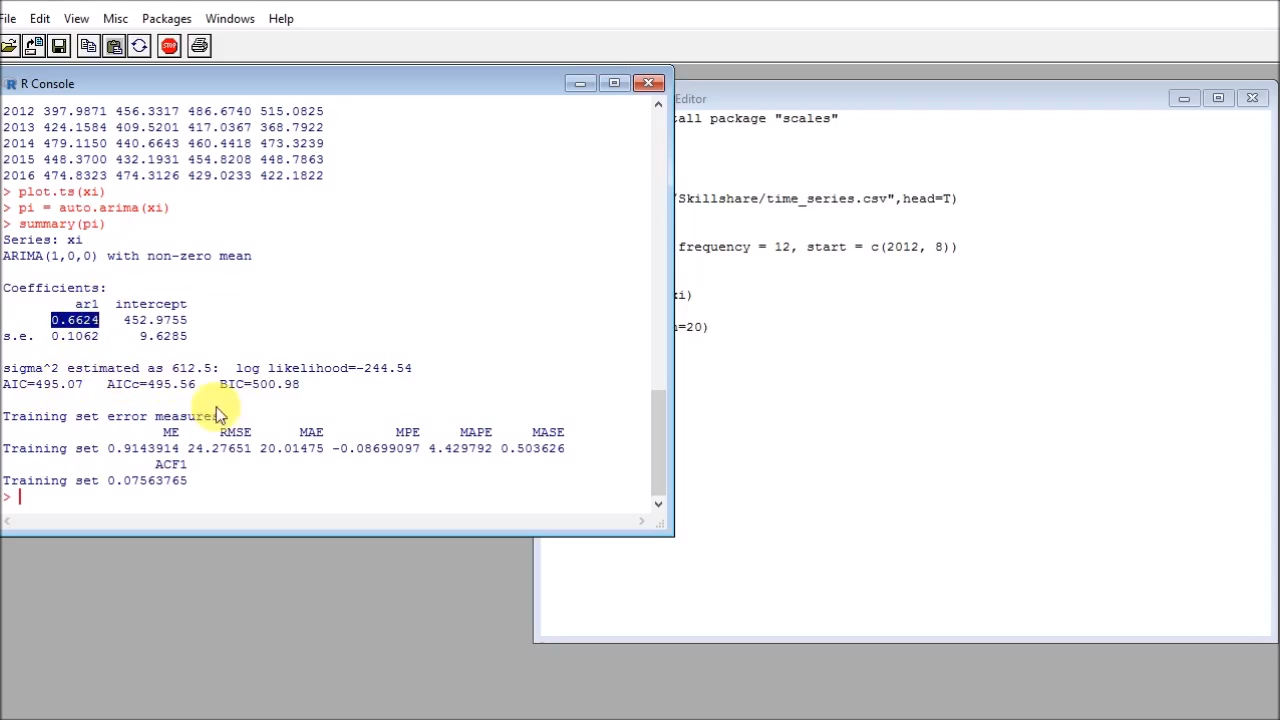 File Edit View Misc Packages Windows Help
R Console
2012 397.9871 456.3317 486.6740 515.0825
2013 424.1584 409.5201 417.0367 368.7922
2014 479.1150 440.6643 460.4418 473.3239
2015 448.3700 432.1931 454.8208 448.7863
2016 474.8323 474.3126 429.0233 422.1822
> plot.ts(xi)
> pi = auto.arima(xi)
> summary(pi)
Series: xi
ARIMA(1,0,0) with non-zero mean
Coefficients:
ar1 intercept
0.6624 452.9755
s.e. 0.1062 9.6285
sigma^2 estimated as 612.5: log likelihood=-244.54
AIC=495.07 AICc=495.56 BIC=500.98
Training set error measures
ME RMSE MAE MPE MAPE MASE
Training set 0.9143914 24.27651 20.01475 -0.08699097 4.429792 0.503626
ACF1
Training set 0.07563765
>
Editor
tall package "scales"
/Skillshare/time_series.csv",head=T)
frequency = 12, start = c(2012, 8))
xi)
h=20)